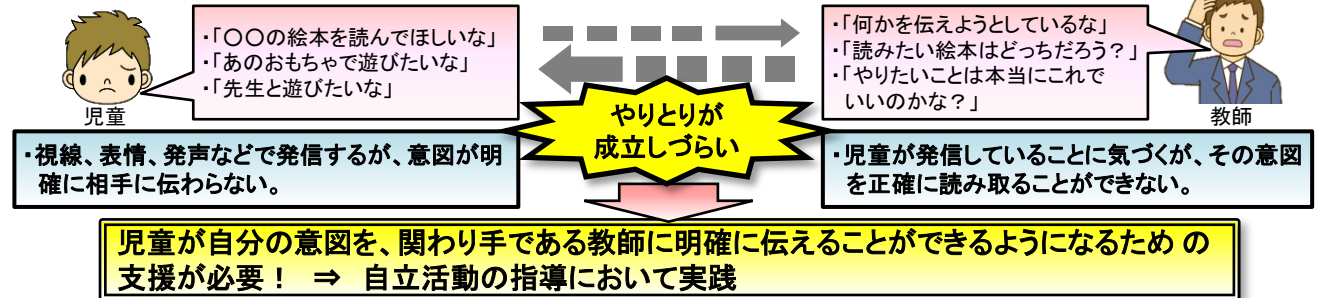 ・「〇〇の絵本を読んでほしいな」
・「あのおもちゃで遊びたいな」
・「先生と遊びたいな」
児童
・「何かを伝えようとしているな」
・「読みたい絵本はどっちだろう？」
・「やりたいことは本当にこれで
いいのかな？」
教師
やりとりが
成立しづらい
・視線、表情、発声などで発信するが、意図が明
確に相手に伝わらない。
・児童が発信していることに気づくが、その意図
を正確に読み取ることができない。
児童が自分の意図を、関わり手である教師に明確に伝えることができるようになるため の
支援が必要！ ⇒ 自立活動の指導において実践